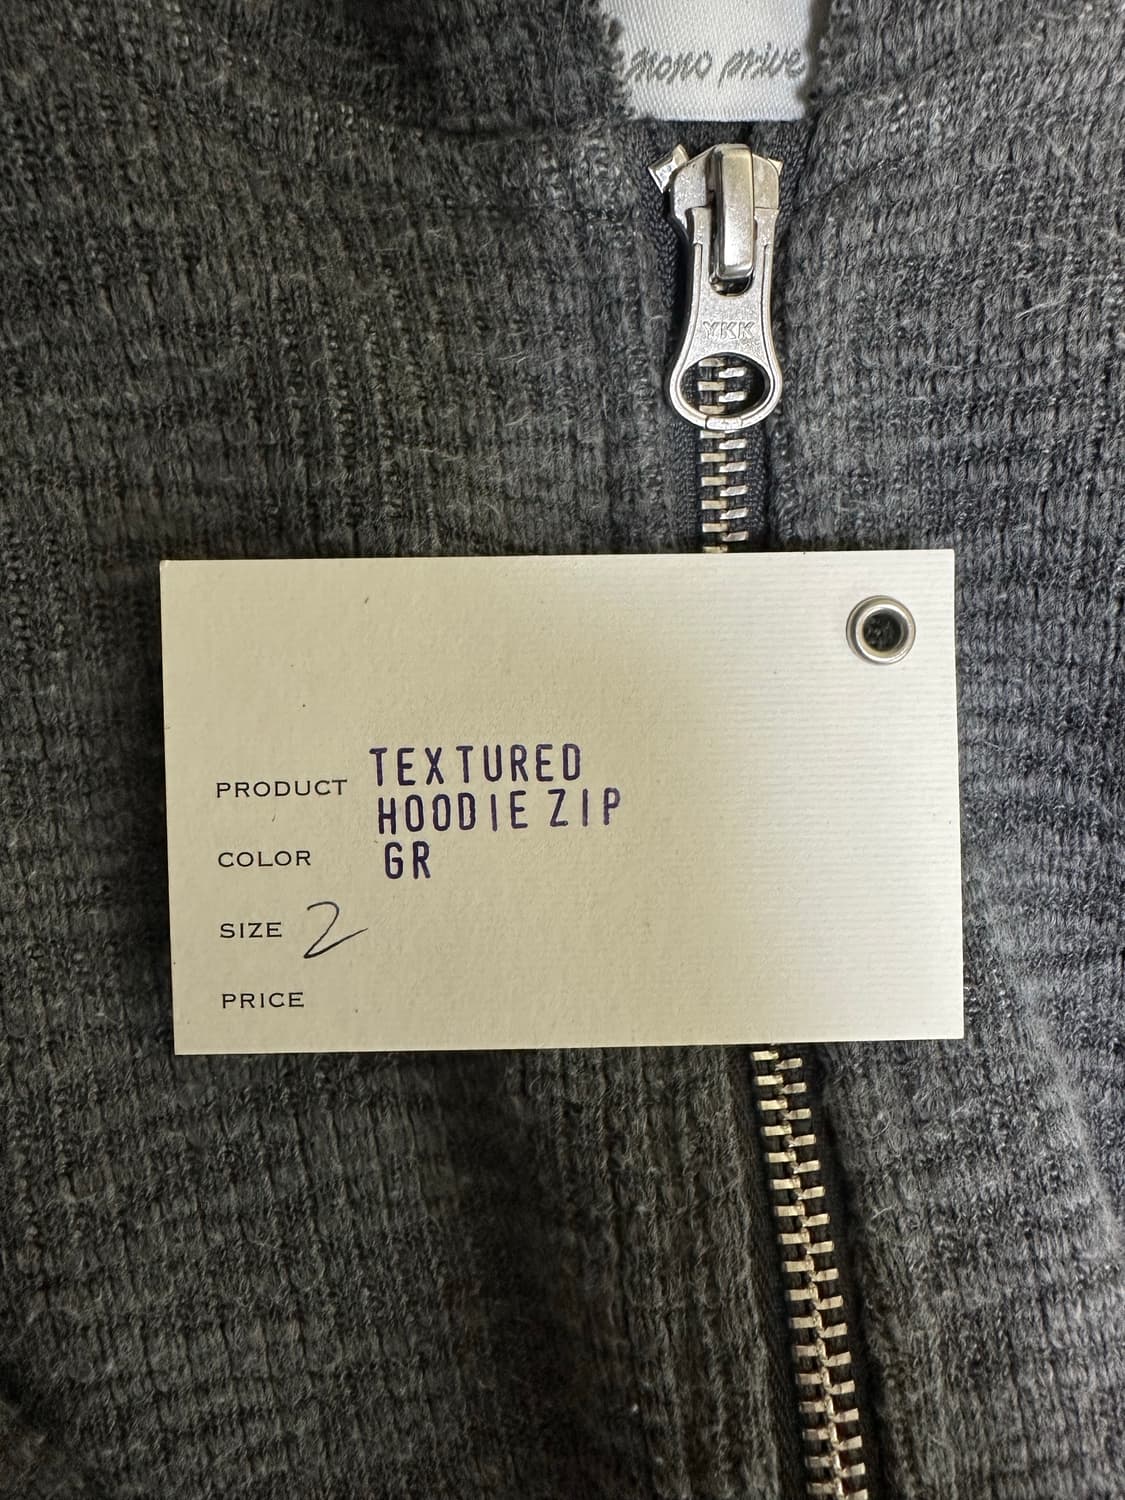 mono prive
YKK
PRODUCT TEXTURED
HOODIE ZIP
COLOR GR
SIZE 2
PRICE